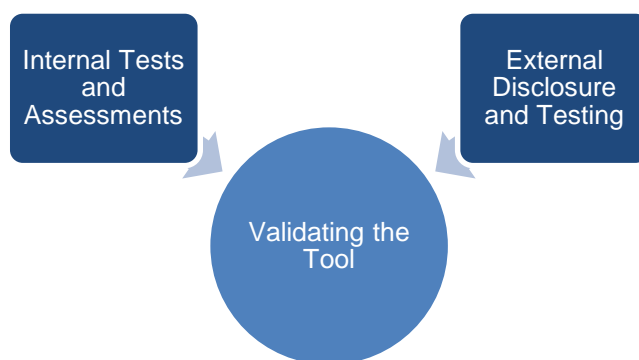 Internal Tests
and
Assessments
External
Disclosure
and Testing
Validating the
Tool